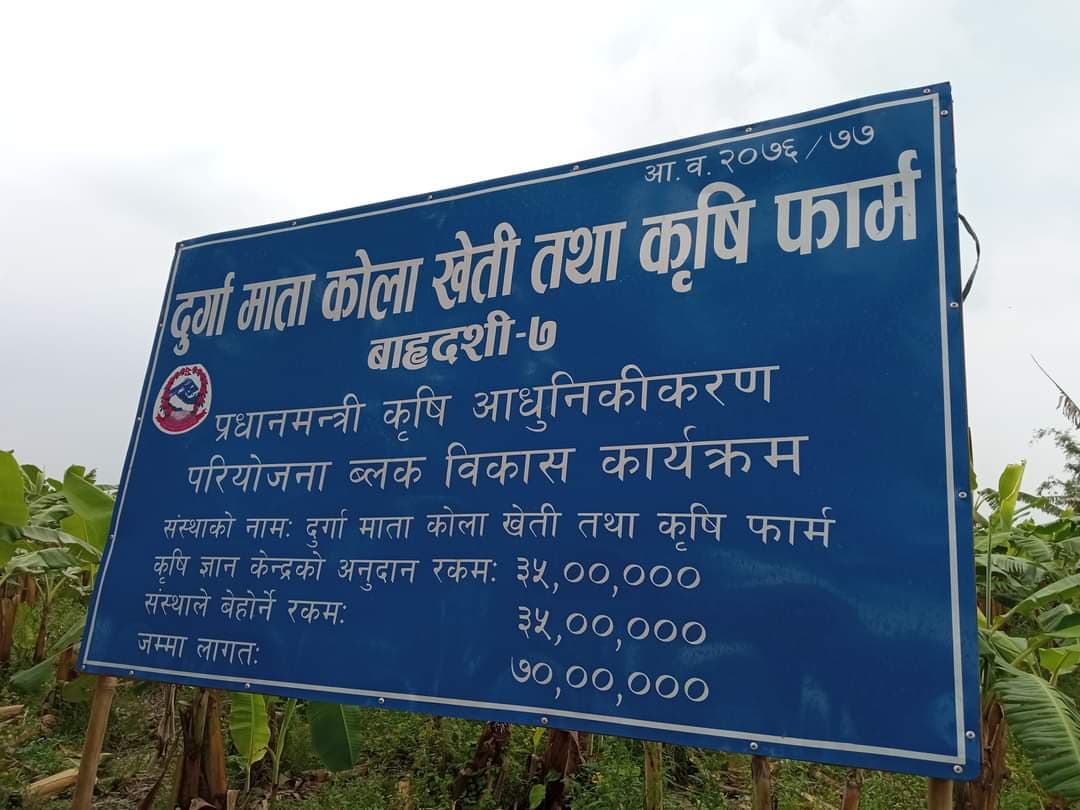 आ.व.२०७६/७७
दुर्गा माता कोला खेती तथा कृषि फार्म
बाह्रदशी-७
प्रधानमन्त्री कृषि आधुनिकीकरण
परियोजना ब्लक विकास कार्यक्रम
संस्थाको नामः दुर्गा माता कोला खेती तथा कृषि फार्म
कृषि ज्ञान केन्द्रको अनुदान रकमः ३५,००,०००
संस्थाले बेहोर्ने रकमः ३५,००,०००
जम्मा लागतः ७०,००,०००